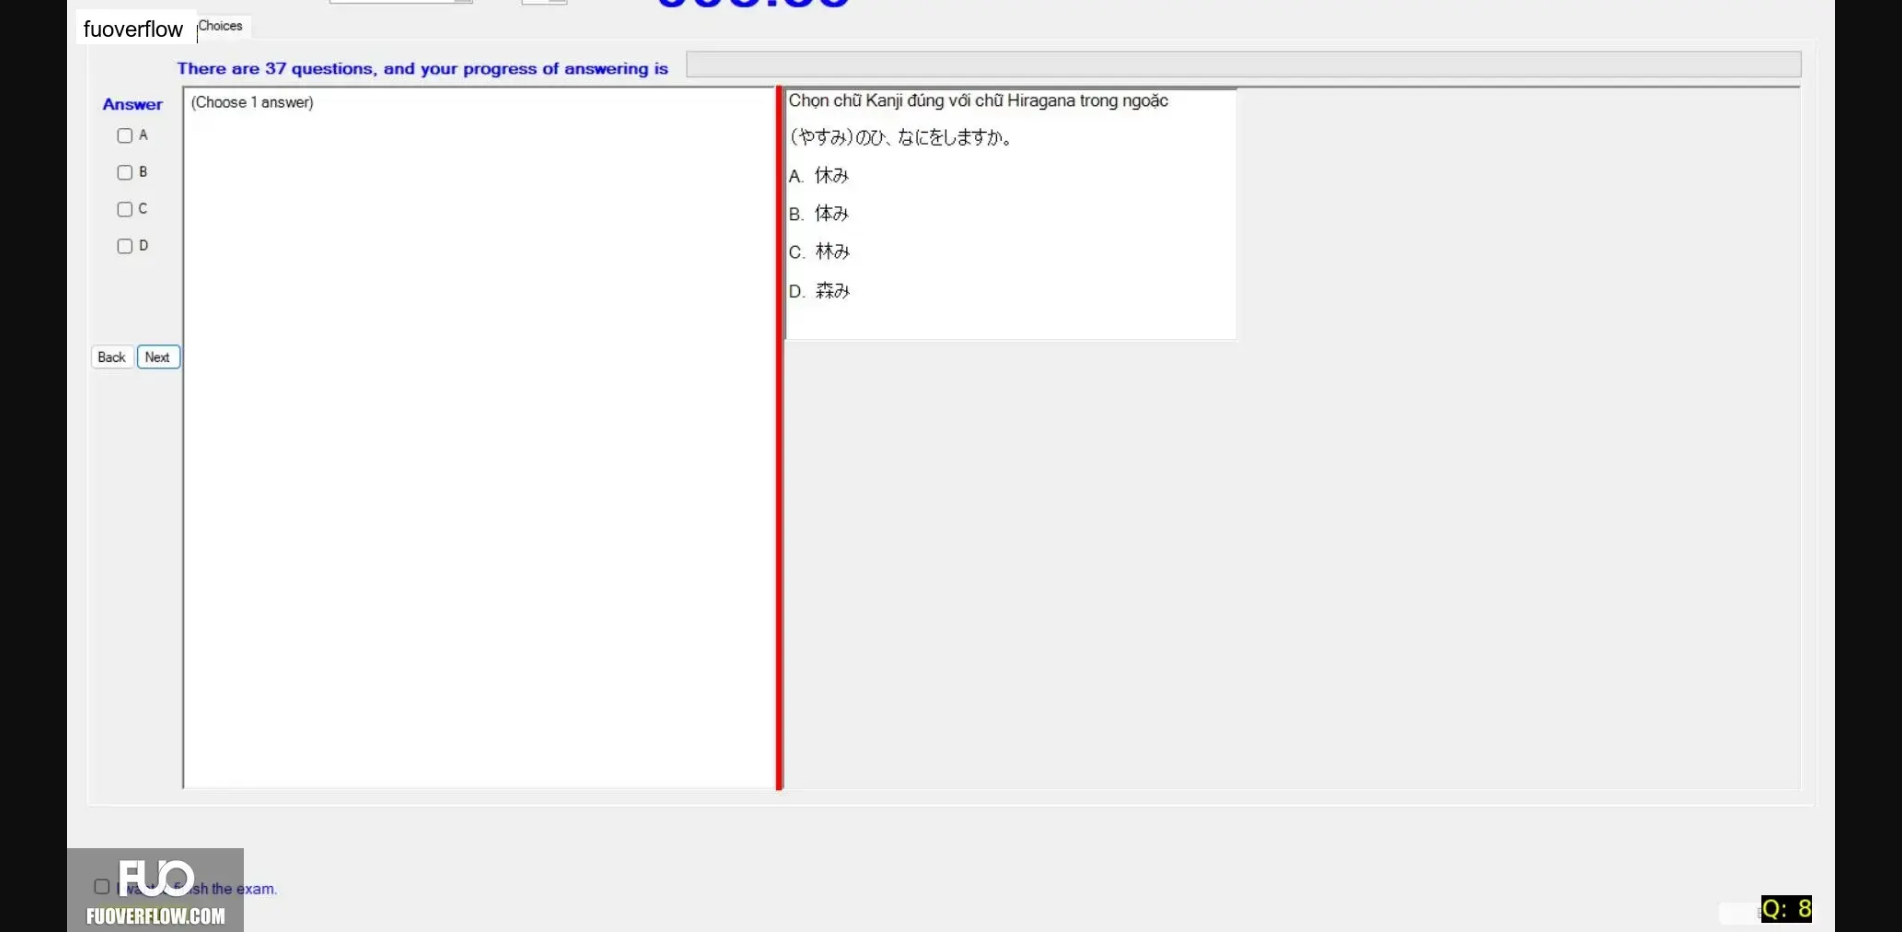 fuoverflow
Choices
There are 37 questions, and your progress of answering is
Answer
(Choose 1 answer)
A
B
C
D
Back
Next
Chọn chữ Kanji đúng với chữ Hiragana trong ngoặc
(やすみ)のひ、なにをしますか。
A. 休み
B. 体み
C. 林み
D. 森み
FUO
sh the exam.
FUOVERFLOW.COM
Q: 8